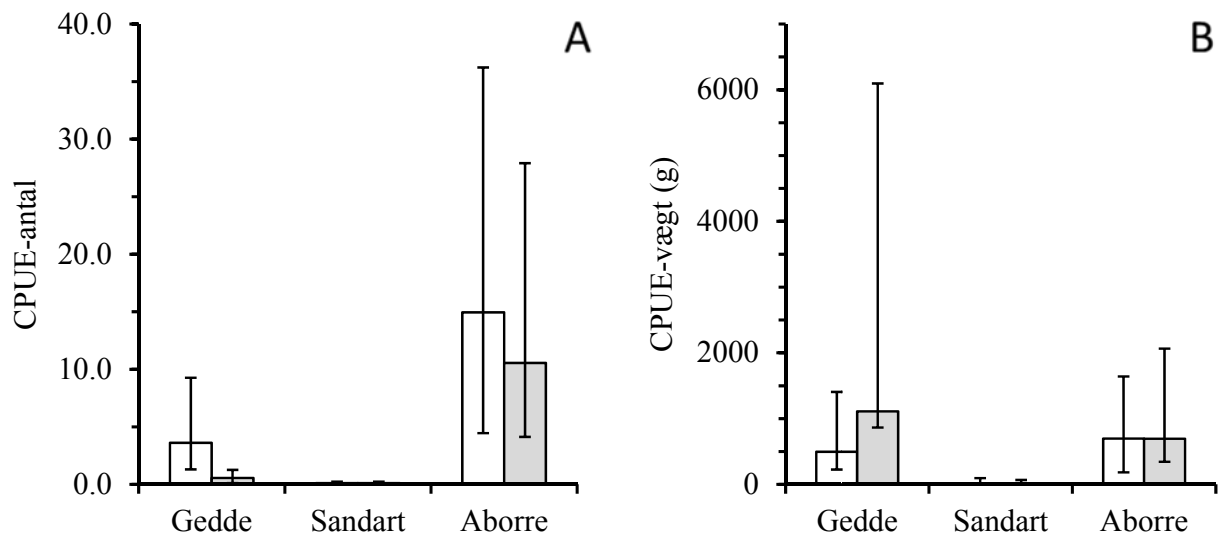 A
CPUE-antal
40.0
30.0
20.0
10.0
0.0
Gedde Sandart Aborre
B
CPUE-vægt (g)
6000
4000
2000
0
Gedde Sandart Aborre